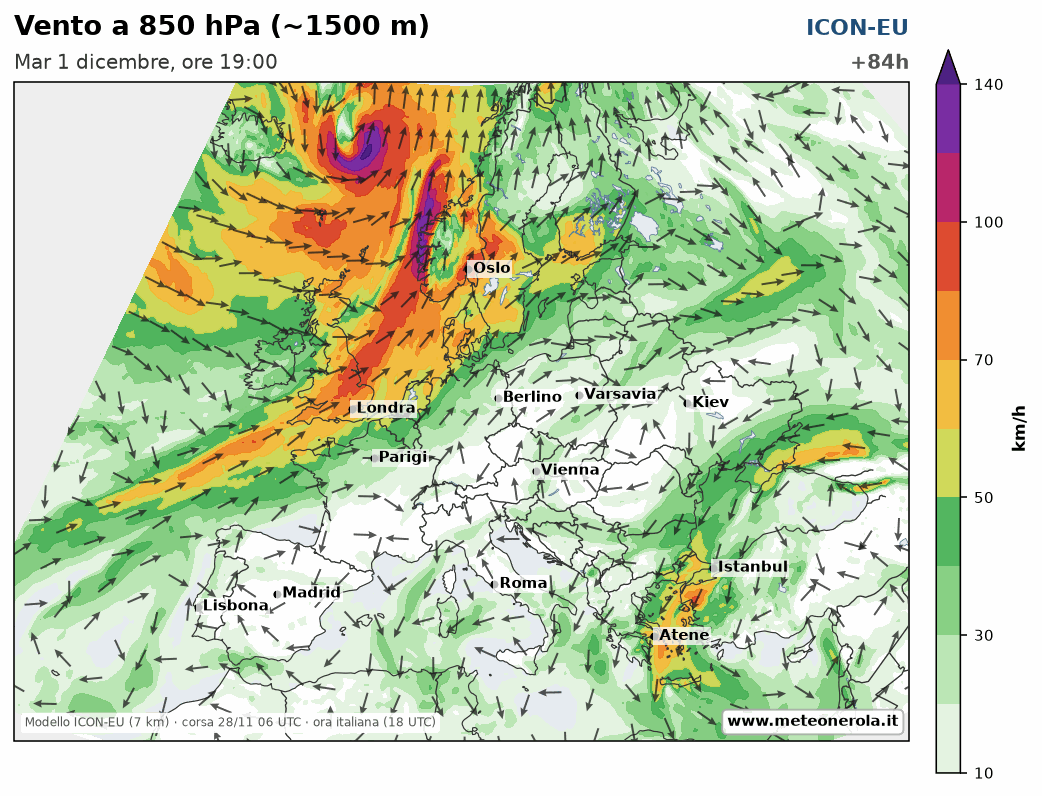 Vento a 850 hPa (~1500 m)
ICON-EU
Mar 1 dicembre, ore 19:00
+84h
140
100
70
50
30
10
km/h
Oslo
Berlino
Varsavia
Kiev
Londra
Parigi
Vienna
Istanbul
Roma
Madrid
Lisbona
Atene
Modello ICON-EU (7 km) · corsa 28/11 06 UTC · ora italiana (18 UTC)
www.meteonerola.it